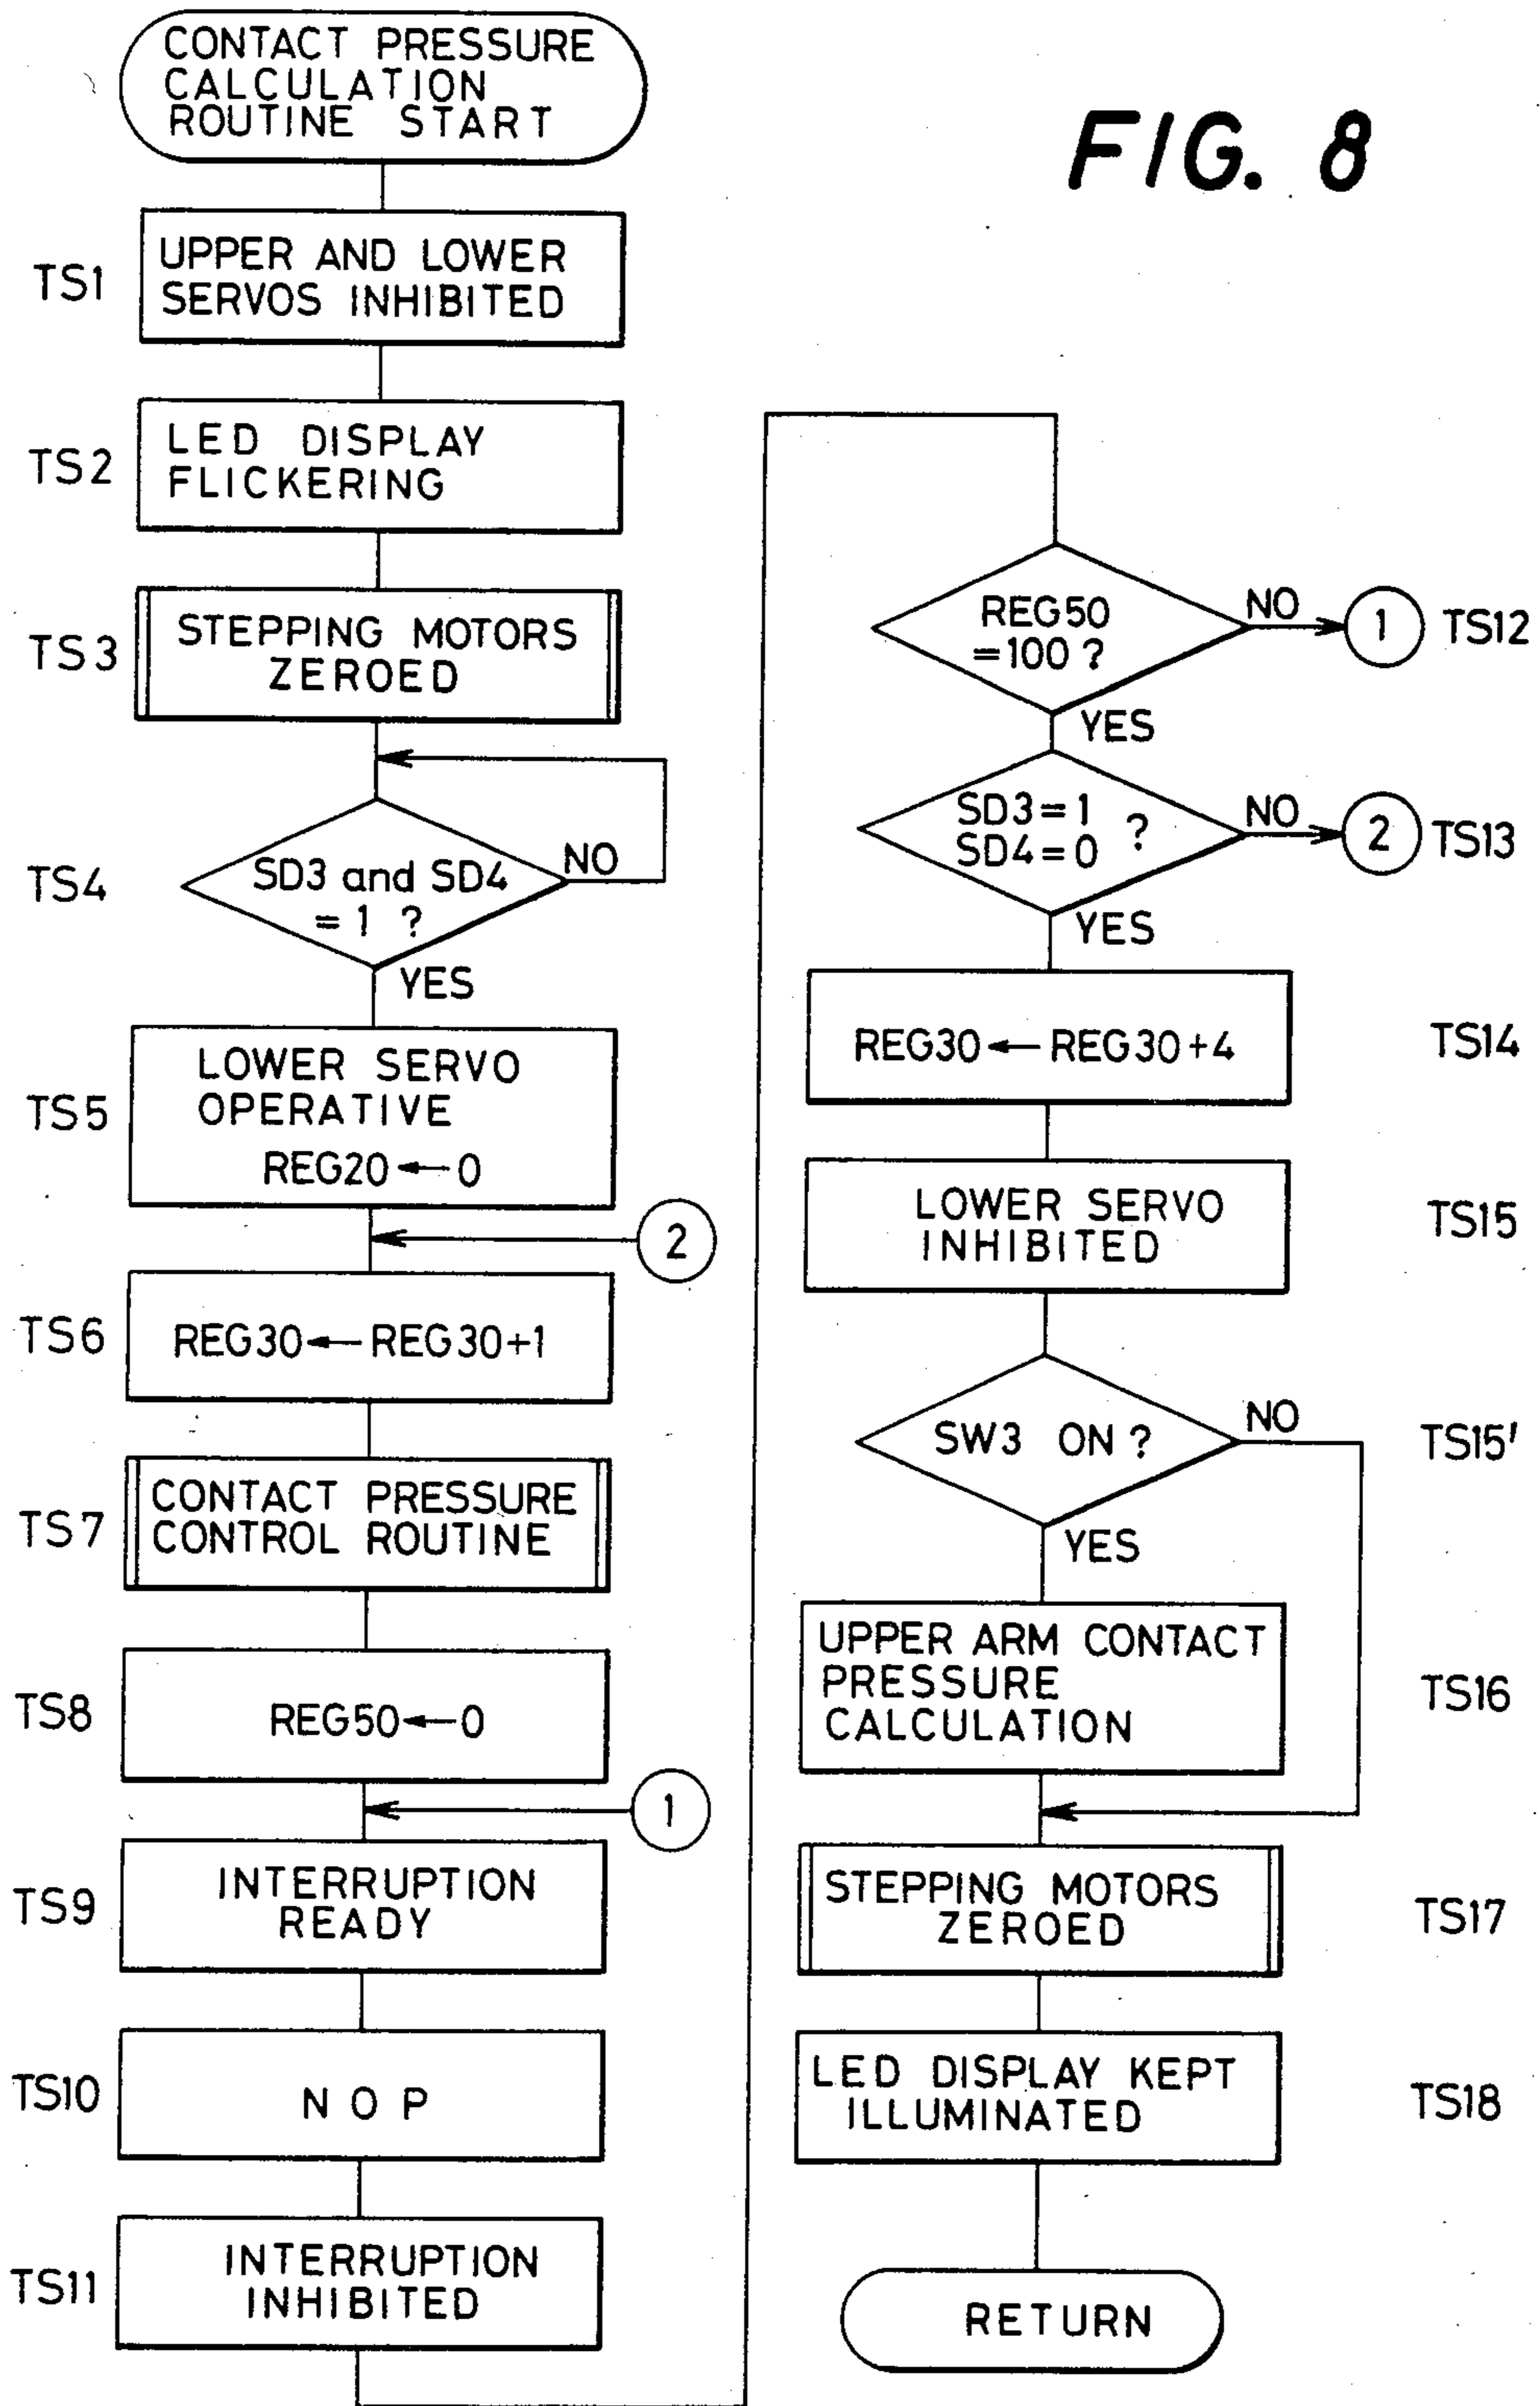 FIG. 8
CONTACT PRESSURE
CALCULATION
ROUTINE START
TS1
UPPER AND LOWER
SERVOS INHIBITED
TS2
LED DISPLAY
FLICKERING
TS3
STEPPING MOTORS
ZEROED
TS4
SD3 and SD4
= 1 ?
NO
YES
TS5
LOWER SERVO
OPERATIVE
REG20←0
2
TS6
REG30←REG30+1
TS7
CONTACT PRESSURE
CONTROL ROUTINE
TS8
REG50←0
1
TS9
INTERRUPTION
READY
TS10
N O P
TS11
INTERRUPTION
INHIBITED
REG50
=100 ?
NO
1
TS12
YES
SD3=1
SD4=0
?
NO
2
TS13
YES
REG30←REG30+4
TS14
LOWER SERVO
INHIBITED
TS15
SW3 ON ?
NO
TS15'
YES
UPPER ARM CONTACT
PRESSURE
CALCULATION
TS16
STEPPING MOTORS
ZEROED
TS17
LED DISPLAY KEPT
ILLUMINATED
TS18
RETURN